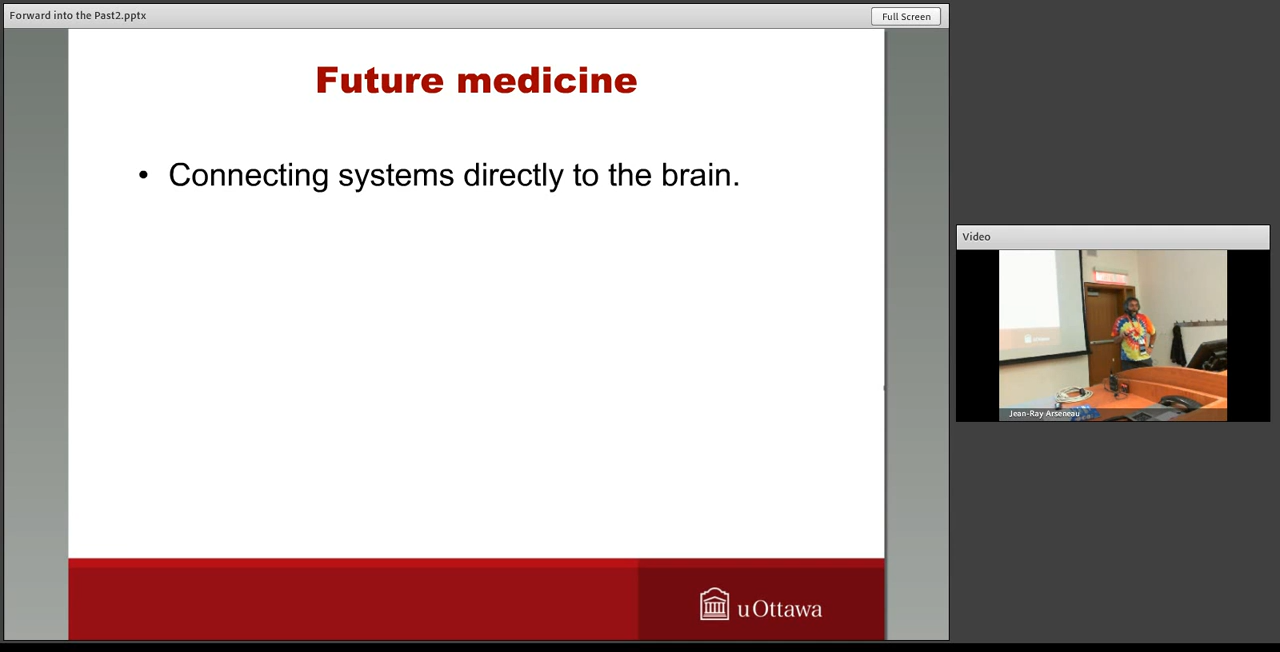 Forward into the Past2.pptx
Full Screen
Future medicine
• Connecting systems directly to the brain.
uOttawa
Video
Jean-Ray Arseneau